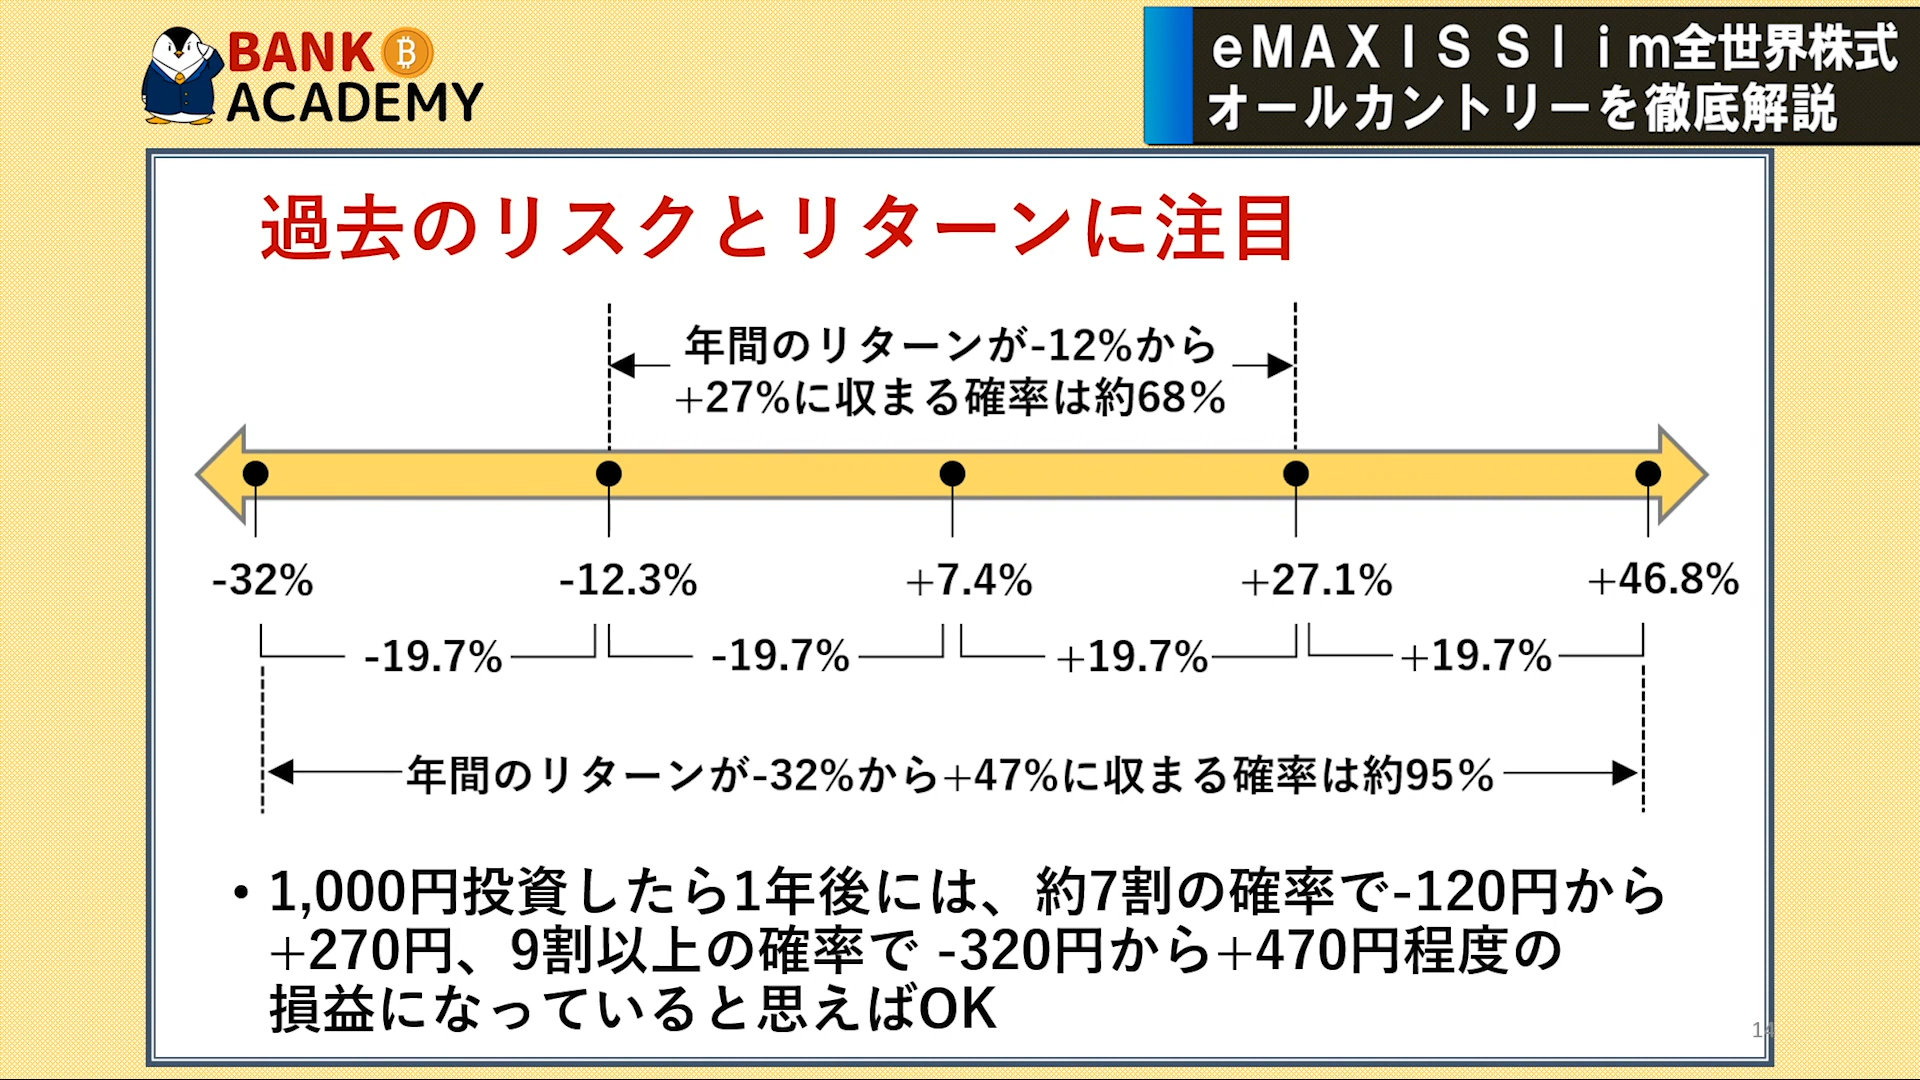 BANK ACADEMY
eMAXIS Slim全世界株式
オールカントリーを徹底解説
過去のリスクとリターンに注目
年間のリターンが-12%から
+27%に収まる確率は約68%
-32%
-12.3%
+7.4%
+27.1%
+46.8%
-19.7%
-19.7%
+19.7%
+19.7%
年間のリターンが-32%から+47%に収まる確率は約95%
・1,000円投資したら1年後には、約7割の確率で-120円から
+270円、9割以上の確率で -320円から+470円程度の
損益になっていると思えばOK
14